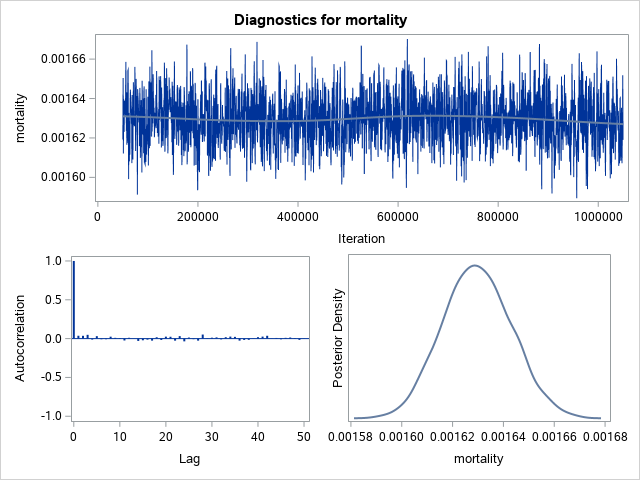 Diagnostics for mortality
mortality
0.00166
0.00164
0.00162
0.00160
0 200000 400000 600000 800000 1000000
Iteration
Autocorrelation
1.0
0.5
0.0
-0.5
-1.0
0 10 20 30 40 50
Lag
Posterior Density
0.00158 0.00160 0.00162 0.00164 0.00166 0.00168
mortality